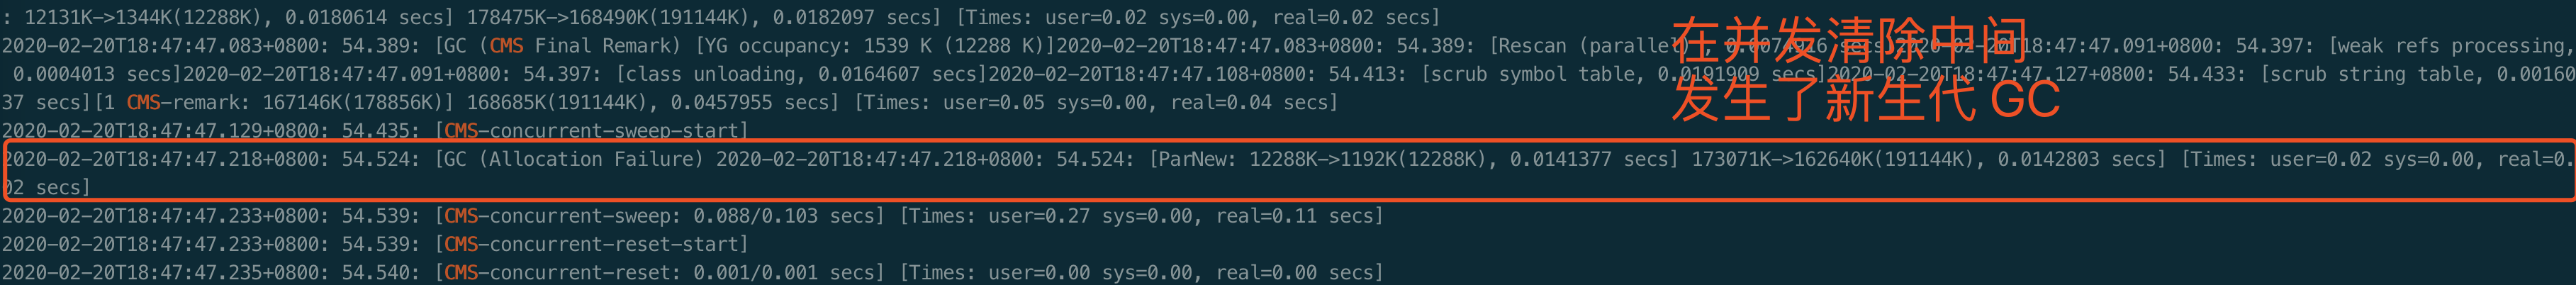 : 12131K->1344K(12288K), 0.0180614 secs] 178475K->168490K(191144K), 0.0182097 secs] [Times: user=0.02 sys=0.00, real=0.02 secs]
2020-02-20T18:47:47.083+0800: 54.389: [GC (CMS Final Remark) [YG occupancy: 1539 K (12288 K)]2020-02-20T18:47:47.083+0800: 54.389: [Rescan (parallel) , 0.0074916 secs]2020-02-20T18:47:47.091+0800: 54.397: [weak refs processing,
0.0004013 secs]2020-02-20T18:47:47.091+0800: 54.397: [class unloading, 0.0164607 secs]2020-02-20T18:47:47.108+0800: 54.413: [scrub symbol table, 0.0191909 secs]2020-02-20T18:47:47.127+0800: 54.433: [scrub string table, 0.00160
37 secs][1 CMS-remark: 167146K(178856K)] 168685K(191144K), 0.0457955 secs] [Times: user=0.05 sys=0.00, real=0.04 secs]
2020-02-20T18:47:47.129+0800: 54.435: [CMS-concurrent-sweep-start]
在并发清除中间
发生了新生代 GC
2020-02-20T18:47:47.218+0800: 54.524: [GC (Allocation Failure) 2020-02-20T18:47:47.218+0800: 54.524: [ParNew: 12288K->1192K(12288K), 0.0141377 secs] 173071K->162640K(191144K), 0.0142803 secs] [Times: user=0.02 sys=0.00, real=0.
02 secs]
2020-02-20T18:47:47.233+0800: 54.539: [CMS-concurrent-sweep: 0.088/0.103 secs] [Times: user=0.27 sys=0.00, real=0.11 secs]
2020-02-20T18:47:47.233+0800: 54.539: [CMS-concurrent-reset-start]
2020-02-20T18:47:47.235+0800: 54.540: [CMS-concurrent-reset: 0.001/0.001 secs] [Times: user=0.00 sys=0.00, real=0.00 secs]